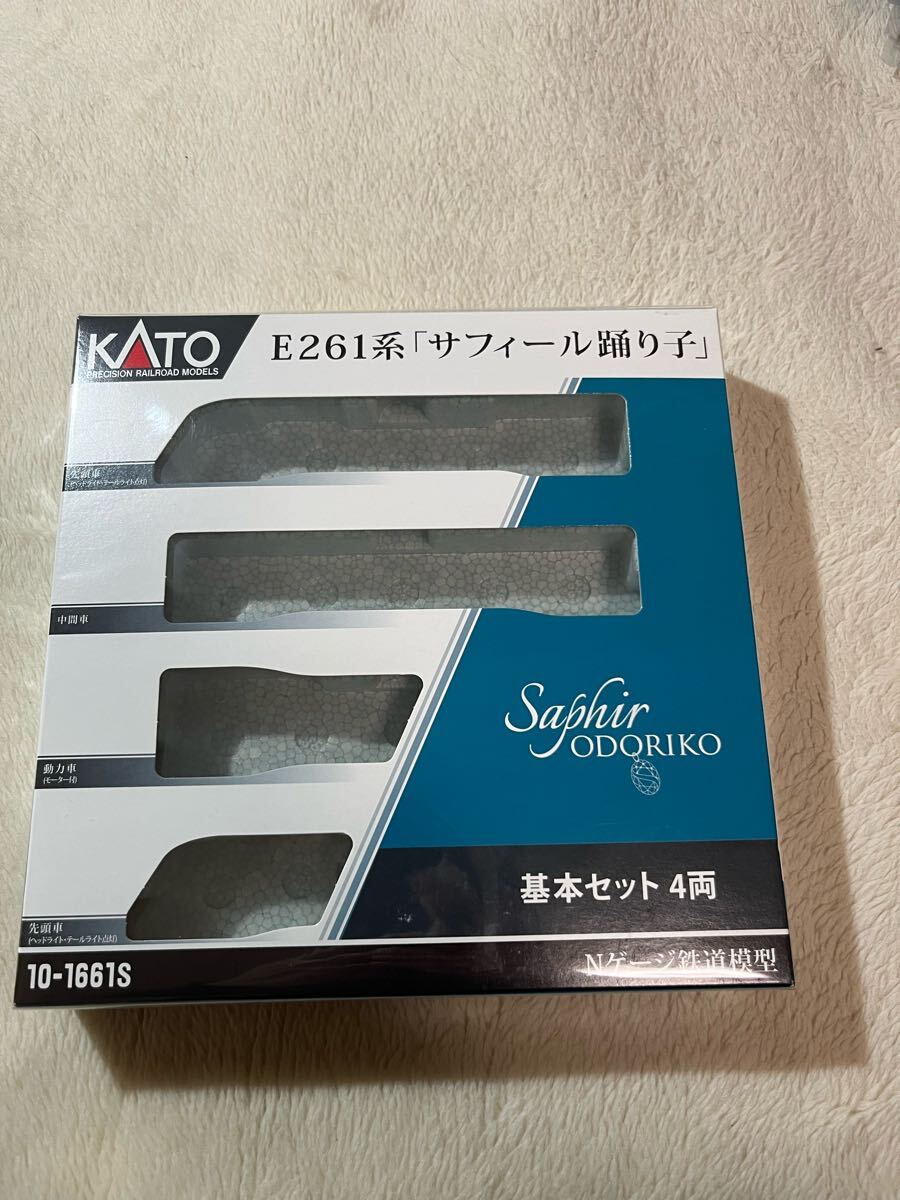 KATO
PRECISION RAILROAD MODELS
E261系「サフィール踊り子」
先頭車
(ヘッドライト・テールライト点灯)
中間車
動力車
(モーター付)
Saphir
ODORIKO
先頭車
(ヘッドライト・テールライト点灯)
基本セット 4両
10-1661S
Nゲージ鉄道模型